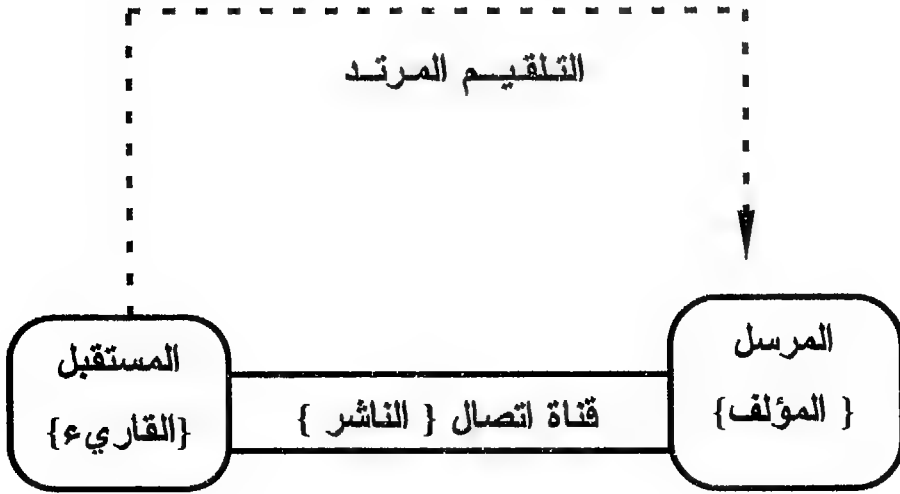 التلقيم المرتد
المرسل
{ المؤلف}
قناة اتصال { الناشر }
المستقبل
{القاريء}